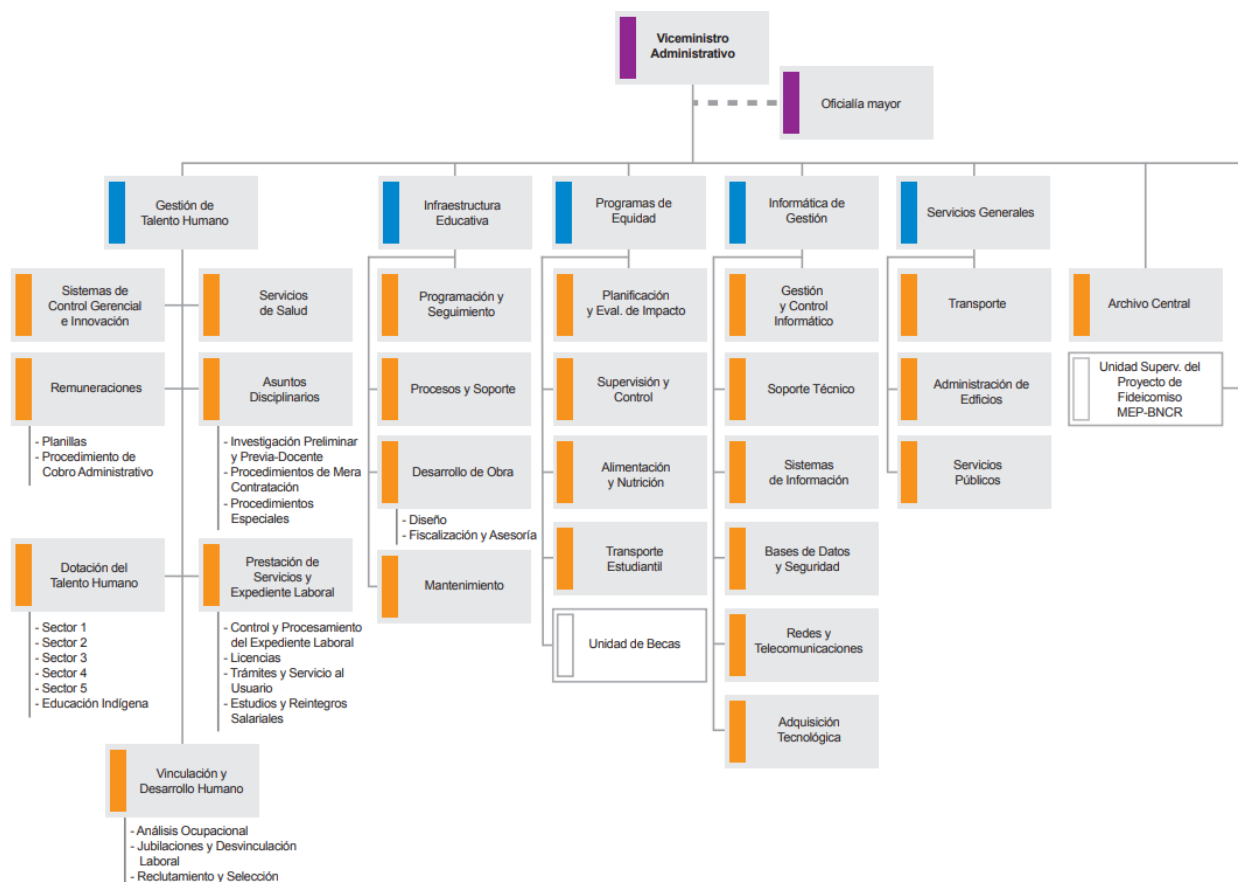 Viceministro
Administrativo
Oficialía mayor
Gestión de
Talento Humano
Infraestructura
Educativa
Programas de
Equidad
Informática de
Gestión
Servicios Generales
Sistemas de
Control Gerencial
e Innovación
Servicios
de Salud
Programación y
Seguimiento
Planificación
y Eval. de Impacto
Gestión
y Control
Informático
Transporte
Archivo Central
Remuneraciones
- Planillas
- Procedimiento de
Cobro Administrativo
Asuntos
Disciplinarios
- Investigación Preliminar
y Previa-Docente
- Procedimientos de Mera
Contratación
- Procedimientos
Especiales
Procesos y Soporte
Supervisión y
Control
Soporte Técnico
Administración de
Edficios
Unidad Superv. del
Proyecto de
Fideicomiso
MEP-BNCR
Desarrollo de Obra
- Diseño
- Fiscalización y Asesoría
Alimentación
y Nutrición
Sistemas
de Información
Servicios
Públicos
Dotación del
Talento Humano
- Sector 1
- Sector 2
- Sector 3
- Sector 4
- Sector 5
- Educación Indígena
Prestación de
Servicios y
Expediente Laboral
- Control y Procesamiento
del Expediente Laboral
- Licencias
- Trámites y Servicio al
Usuario
- Estudios y Reintegros
Salariales
Mantenimiento
Transporte
Estudiantil
Bases de Datos
y Seguridad
Unidad de Becas
Redes y
Telecomunicaciones
Adquisición
Tecnológica
Vinculación y
Desarrollo Humano
- Análisis Ocupacional
- Jubilaciones y Desvinculación
Laboral
- Reclutamiento y Selección